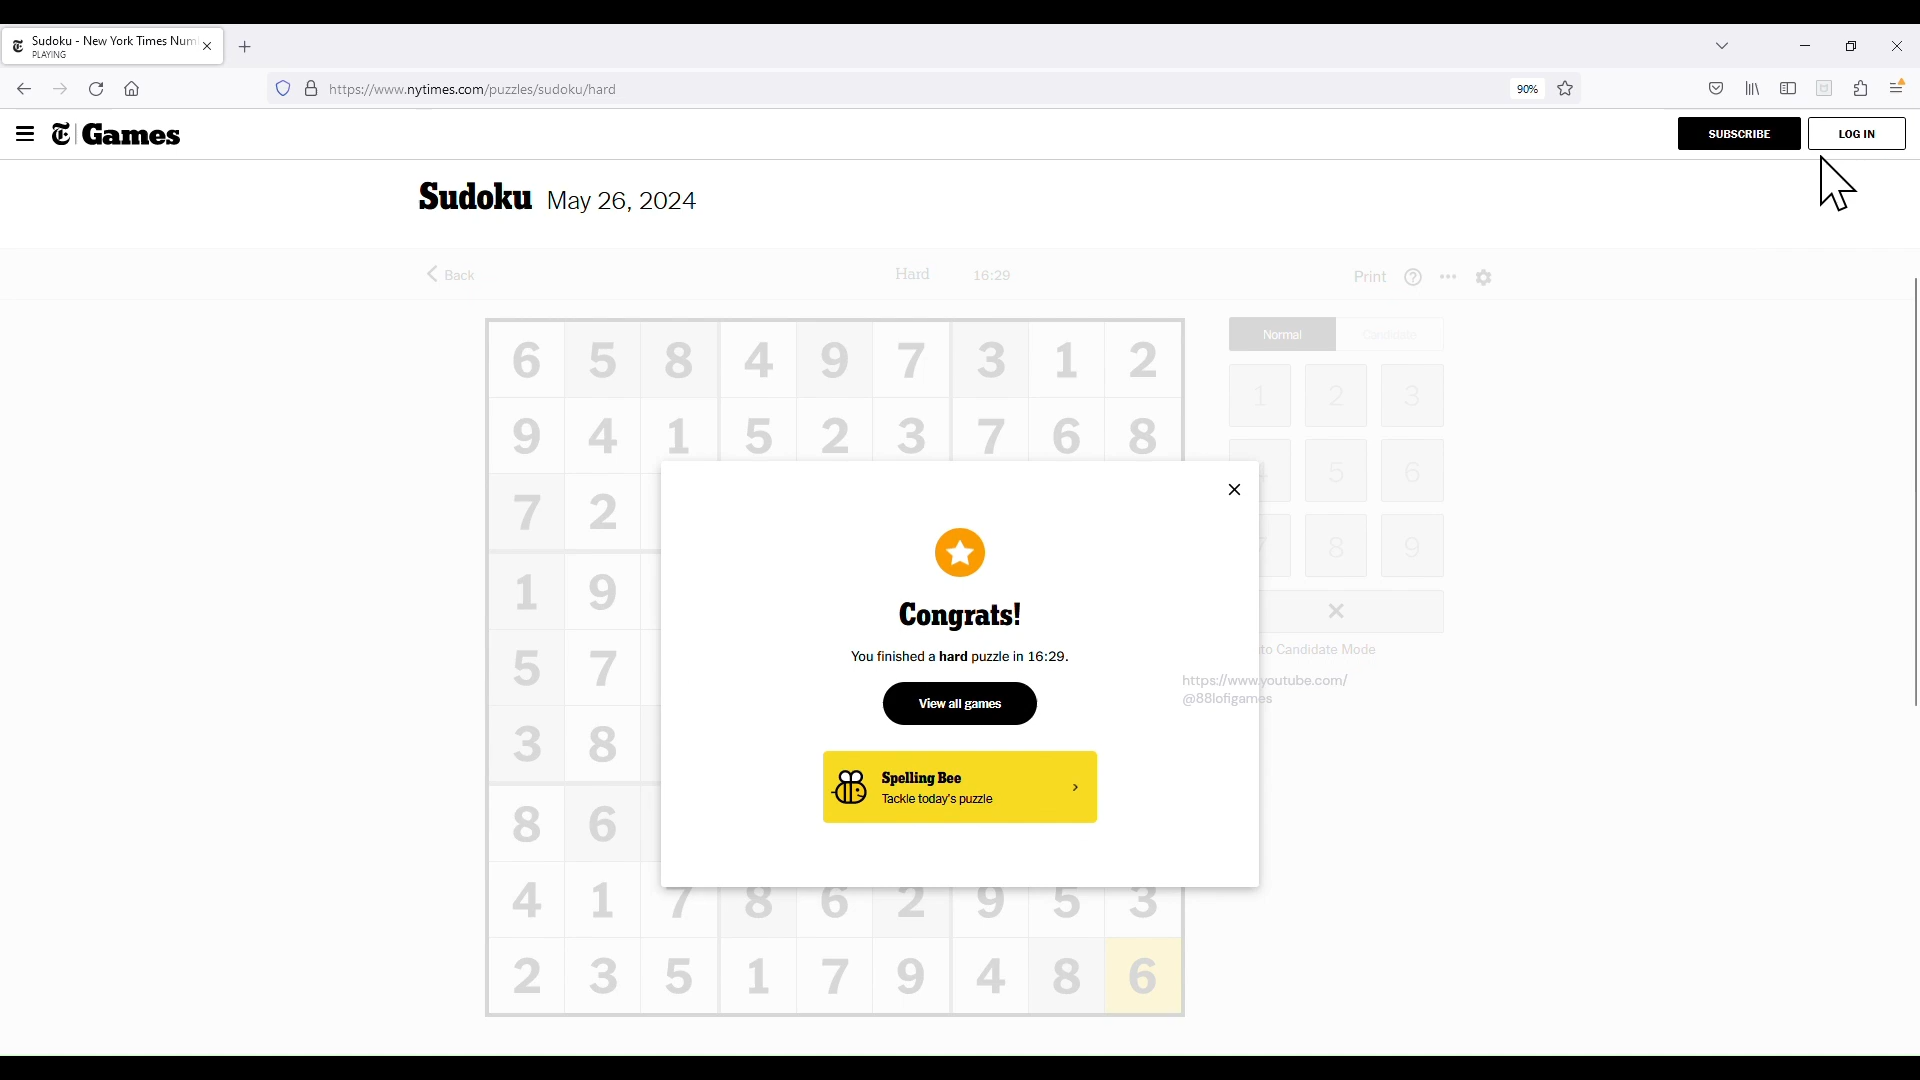 Sudoku - New York Times Num
PLAYING
https://www.nytimes.com/puzzles/sudoku/hard
90%
Games
SUBSCRIBE
LOG IN
Sudoku May 26, 2024
Back
Hard
16:29
Print
Normal
Candidate
6 5 8 4 9 7 3 1 2
9 4 1 5 2 3 7 6 8
7 2
1 9
5 7
3 8
8 6
4 1 7 8 6 2 9 5 3
2 3 5 1 7 9 4 8 6
1 2 3
5 6
8 9
to Candidate Mode
Congrats!
You finished a hard puzzle in 16:29.
View all games
Spelling Bee
Tackle today's puzzle
https://www.youtube.com/
@88lofigames